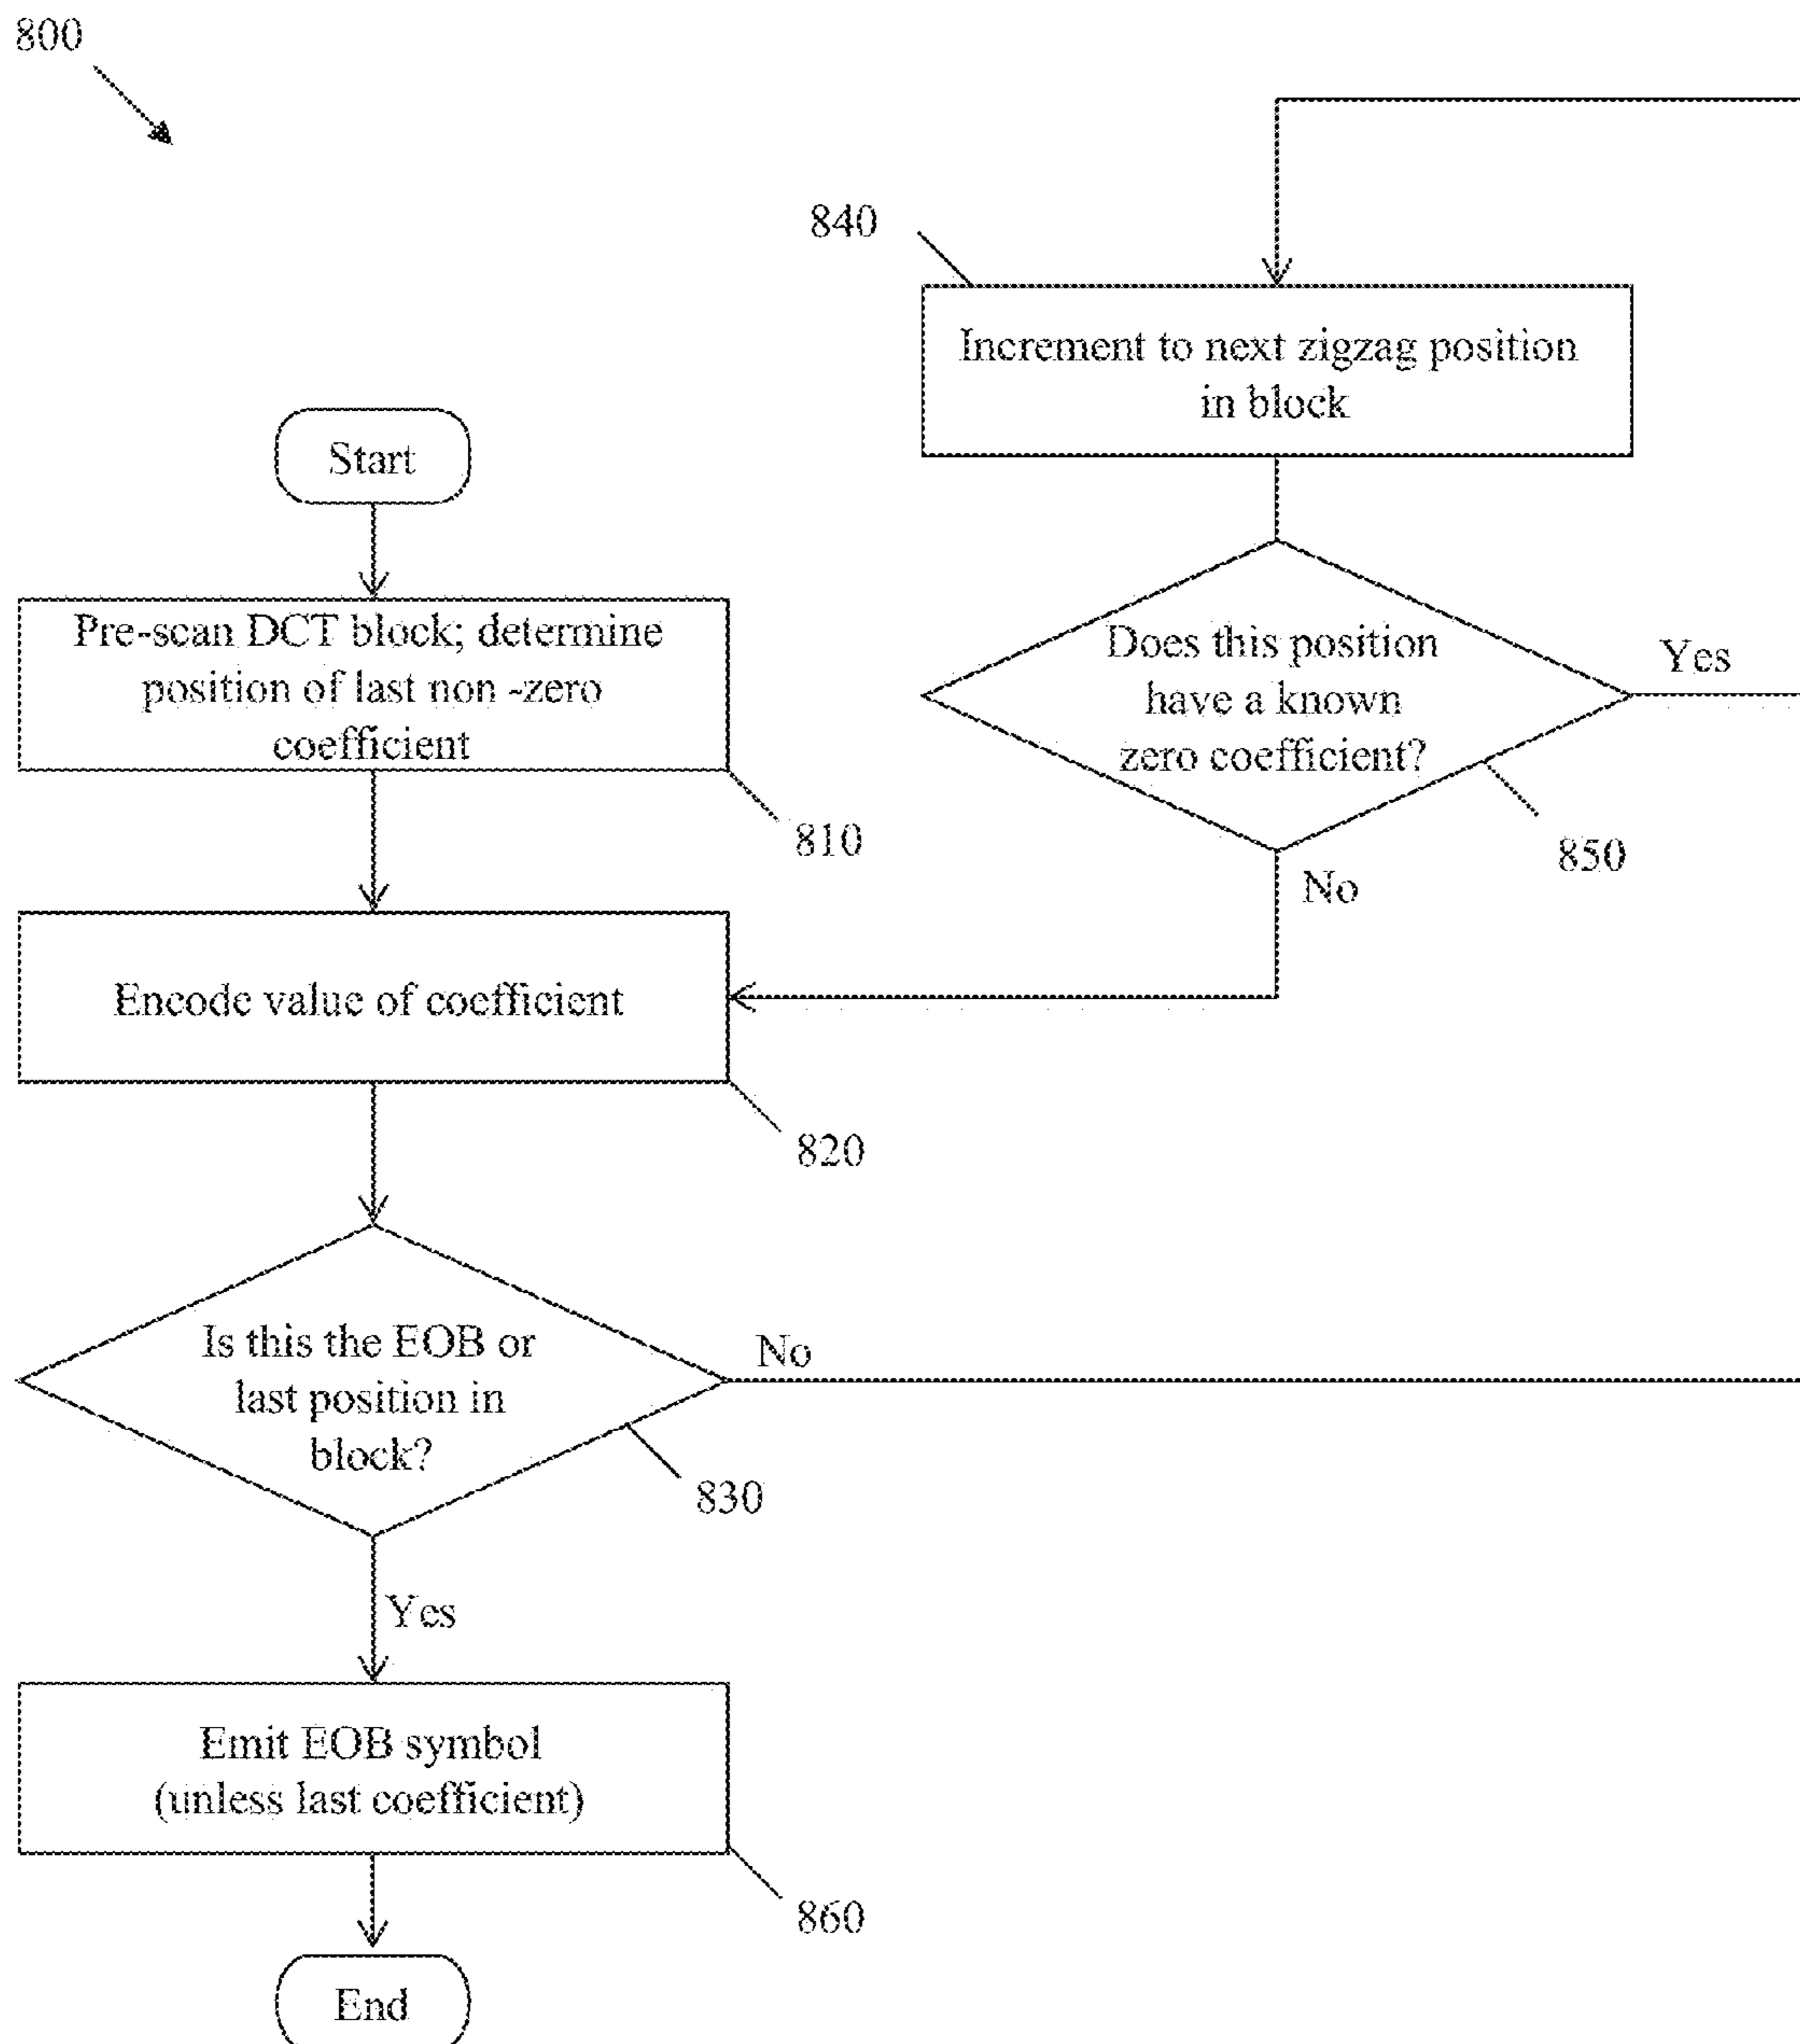 800
840
Increment to next zigzag position
in block
Start
Pre-scan DCT block; determine
position of last non -zero
coefficient
810
Does this position
have a known
zero coefficient?
Yes
850
No
Encode value of coefficient
820
Is this the EOB or
last position in
block?
No
830
Yes
Emit EOB symbol
(unless last coefficient)
860
End